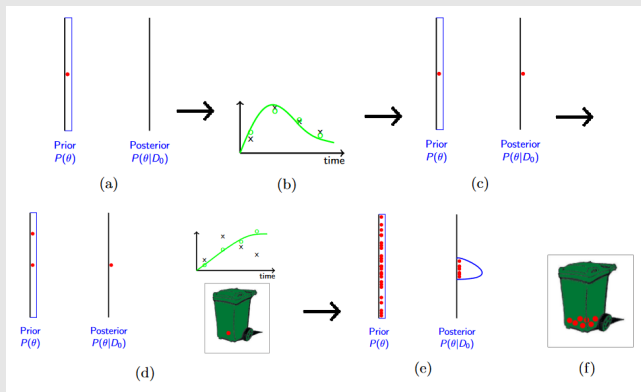 Prior
P(θ)
Posterior
P(θ|D₀)
(a)
time
(b)
Prior
P(θ)
Posterior
P(θ|D₀)
(c)
Prior
P(θ)
Posterior
P(θ|D₀)
time
(d)
Prior
P(θ)
Posterior
P(θ|D₀)
(e)
(f)